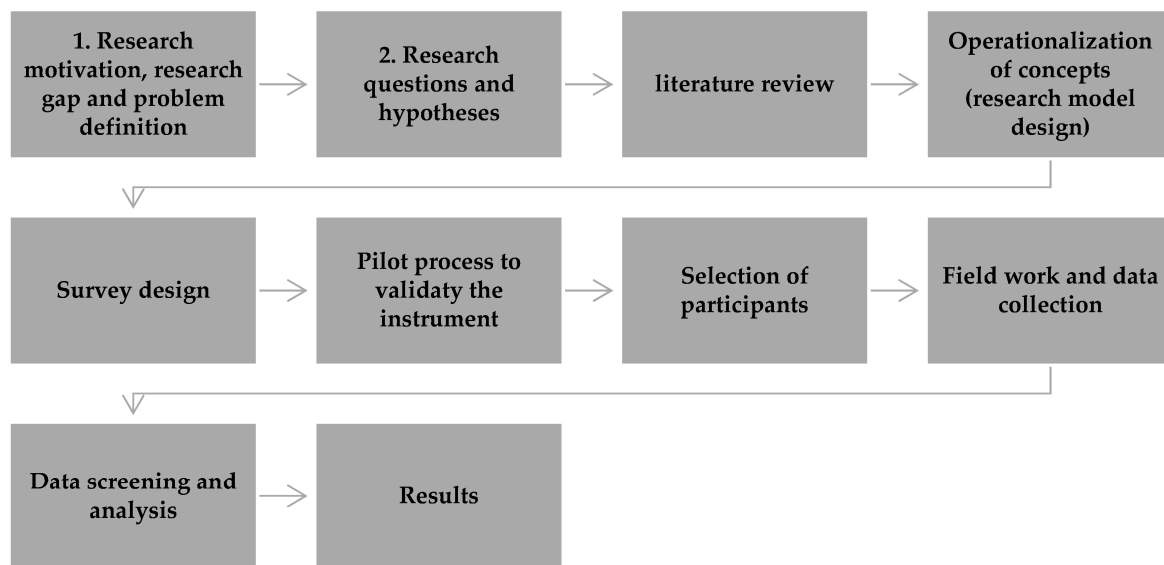 1. Research
motivation, research
gap and problem
definition
2. Research
questions and
hypotheses
literature review
Operationalization
of concepts
(research model
design)
Survey design
Pilot process to
validaty the
instrument
Selection of
participants
Field work and data
collection
Data screening and
analysis
Results